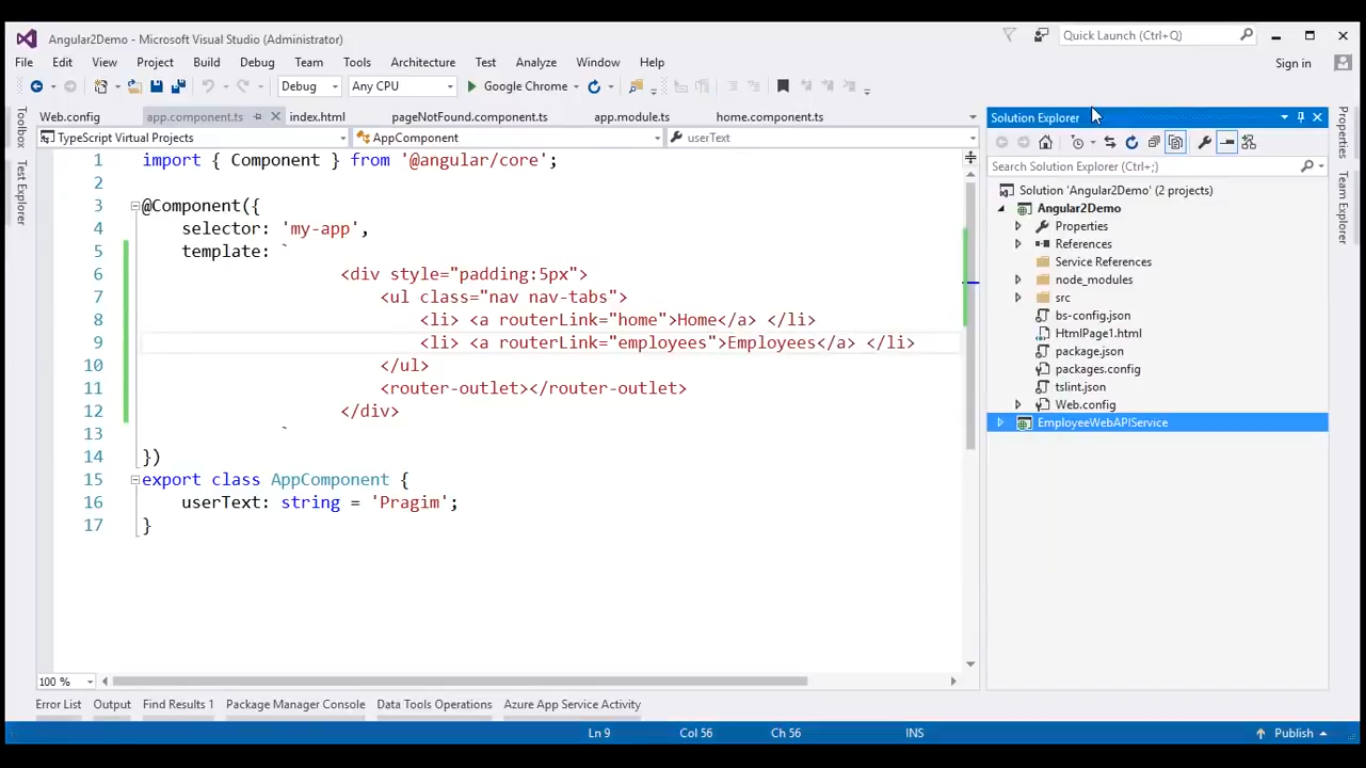 Angular2Demo - Microsoft Visual Studio (Administrator)
Quick Launch (Ctrl+Q)
File Edit View Project Build Debug Team Tools Architecture Test Analyze Window Help
Sign in
Debug Any CPU Google Chrome
Toolbox
Test Explorer
Web.config app.component.ts index.html pageNotFound.component.ts app.module.ts home.component.ts
TypeScript Virtual Projects AppComponent userText
1 import { Component } from '@angular/core';
2
3 @Component({
4 selector: 'my-app',
5 template: `
6 <div style="padding:5px">
7 <ul class="nav nav-tabs">
8 <li> <a routerLink="home">Home</a> </li>
9 <li> <a routerLink="employees">Employees</a> </li>
10 </ul>
11 <router-outlet></router-outlet>
12 </div>
13 `
14 })
15 export class AppComponent {
16 userText: string = 'Pragim';
17 }
100 %
Solution Explorer
Search Solution Explorer (Ctrl+;)
Solution 'Angular2Demo' (2 projects)
Angular2Demo
Properties
References
Service References
node_modules
src
bs-config.json
HtmlPage1.html
package.json
packages.config
tslint.json
Web.config
EmployeeWebAPIService
Properties
Team Explorer
Error List Output Find Results 1 Package Manager Console Data Tools Operations Azure App Service Activity
Ln 9 Col 56 Ch 56 INS Publish